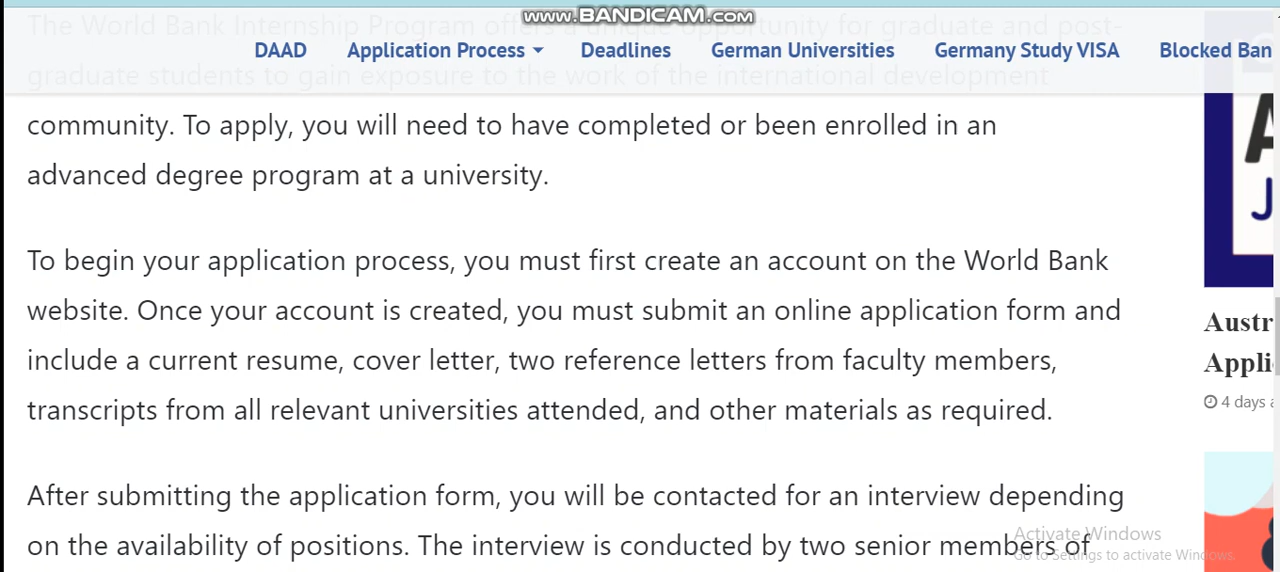 www.BANDICAM.com
The World Bank Internship Program offers a unique opportunity for graduate and post-
DAAD Application Process Deadlines German Universities Germany Study VISA Blocked Ban
graduate students to gain exposure to the work of the international development
community. To apply, you will need to have completed or been enrolled in an
advanced degree program at a university.
To begin your application process, you must first create an account on the World Bank
website. Once your account is created, you must submit an online application form and
include a current resume, cover letter, two reference letters from faculty members,
transcripts from all relevant universities attended, and other materials as required.
After submitting the application form, you will be contacted for an interview depending
on the availability of positions. The interview is conducted by two senior members of
A
J
Austr
Appli
4 days a
Activate Windows
Go to Settings to activate Windows.